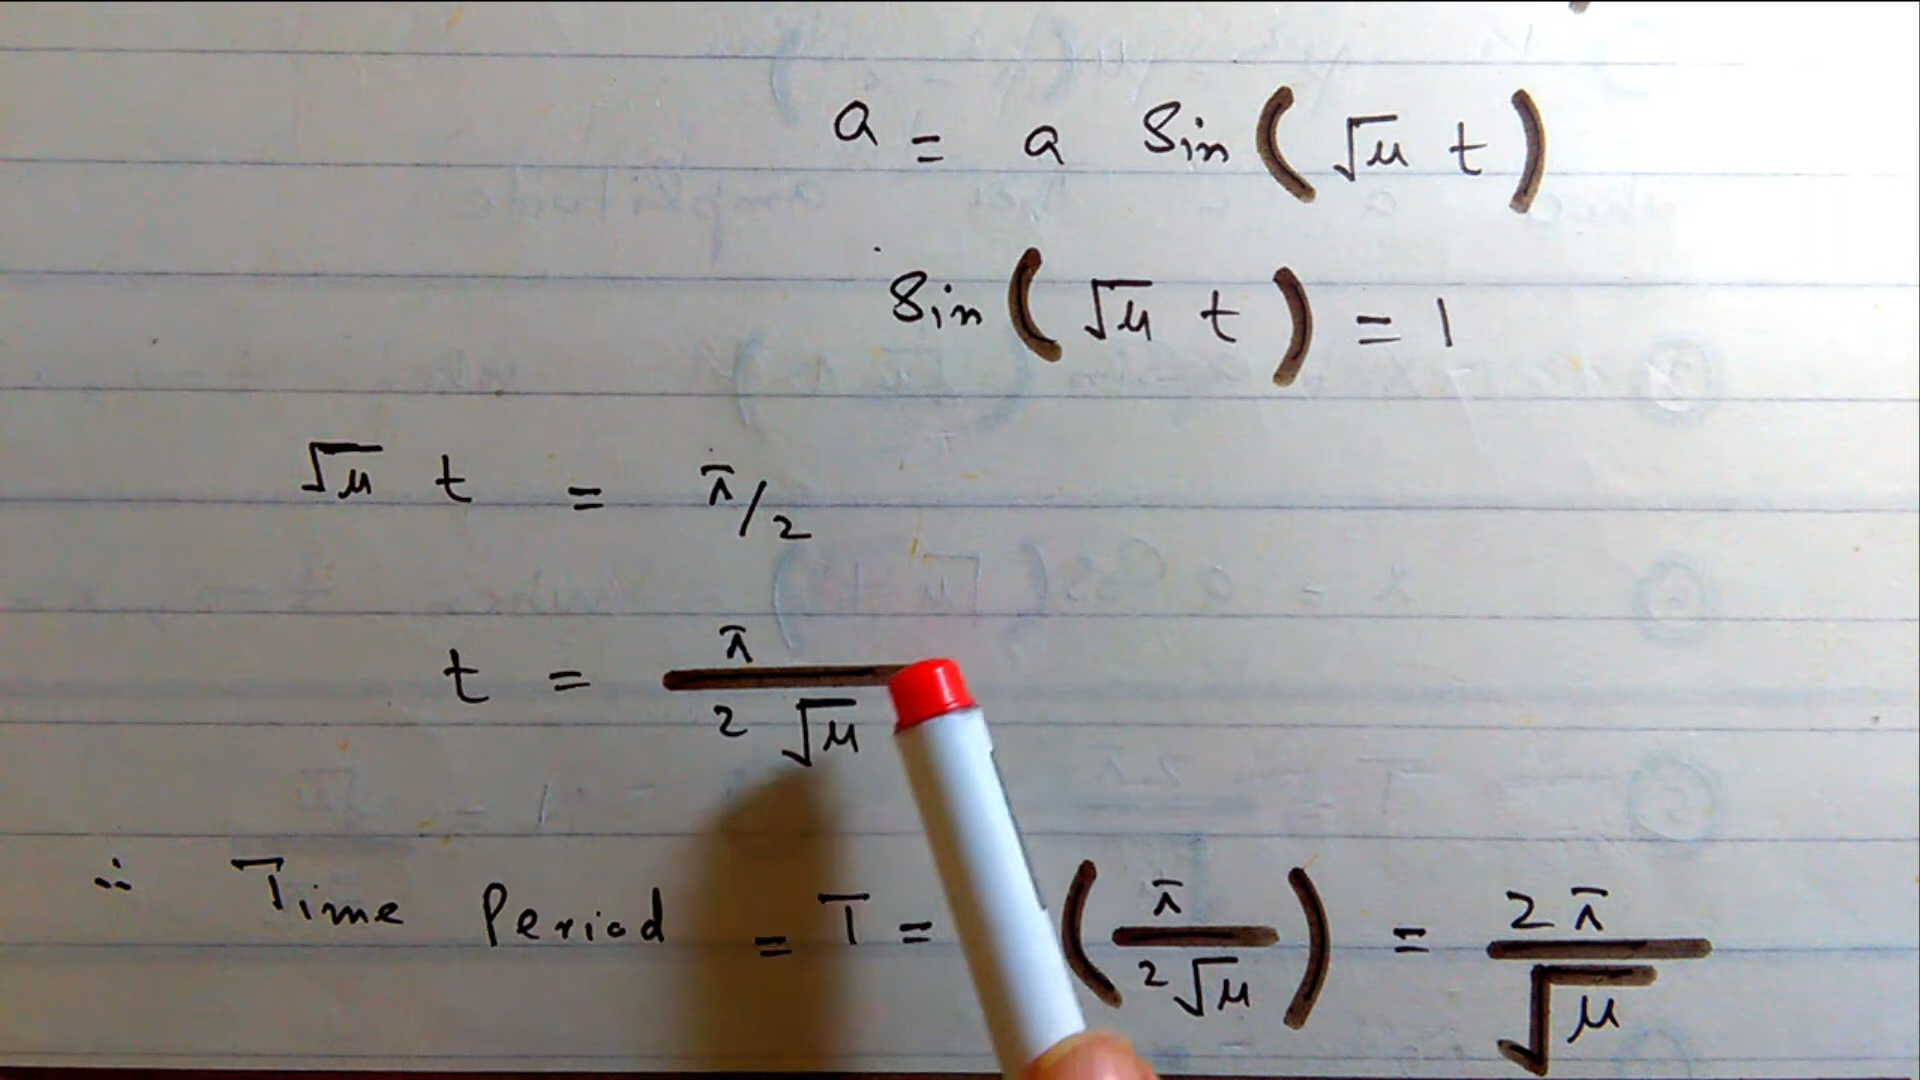 a = a Sin(√μ t)
Sin(√μ t) = 1
√μ t = π/2
t = π / 2√μ
∴ Time Period = T = (π / 2√μ) = 2π / √μ